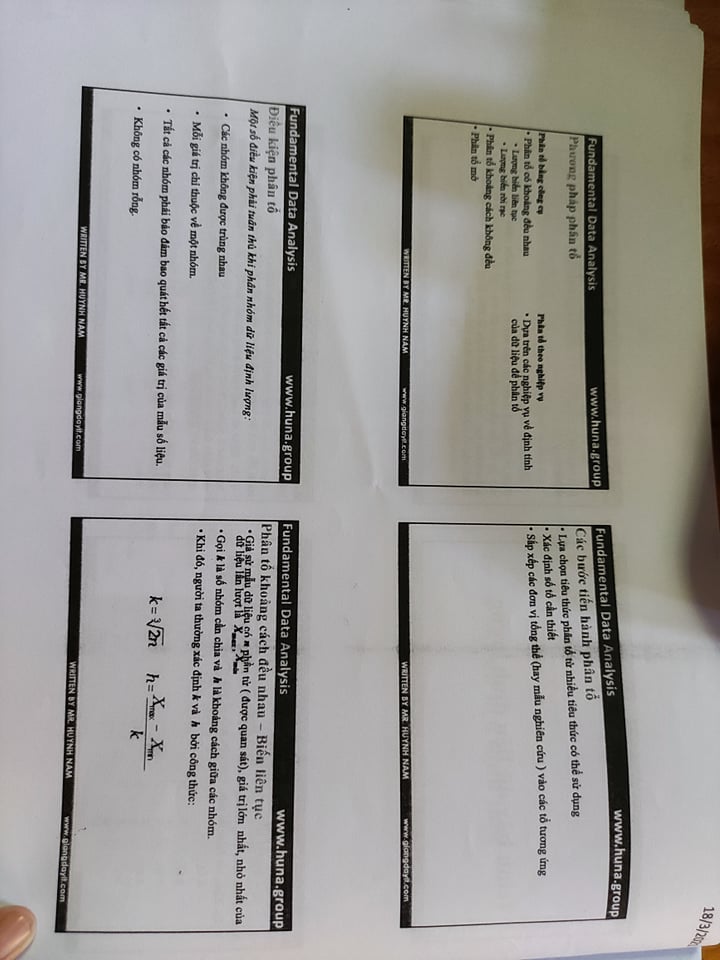 18/3/20
Fundamental Data Analysis www.huna.group
Phương pháp phân tổ
Phân tổ bằng công cụ
• Phân tổ có khoảng đều nhau
• Lượng biến liên tục
• Lượng biến rời rạc
• Phân tổ khoảng cách không đều
• Phân tổ mở
Phân tổ theo nghiệp vụ
• Dựa trên các nghiệp vụ về định tính
của dữ liệu để phân tổ
WRITTEN BY MR. HUYNH NAM www.giangdayit.com
Fundamental Data Analysis www.huna.group
Các bước tiến hành phân tổ
• Lựa chọn tiêu thức phân tổ từ nhiều tiêu thức có thể sử dụng
• Xác định số tổ cần thiết
• Sắp xếp các đơn vị tổng thể (hay mẫu nghiên cứu ) vào các tổ tương ứng
WRITTEN BY MR. HUYNH NAM www.giangdayit.com
Fundamental Data Analysis www.huna.group
Điều kiện phân tổ
Một số điều kiện phải tuân thủ khi phân nhóm dữ liệu định lượng:
• Các nhóm không được trùng nhau
• Mỗi giá trị chỉ thuộc về một nhóm.
• Tất cả các nhóm phải bảo đảm bao quát hết tất cả các giá trị của mẫu số liệu.
• Không có nhóm rỗng.
WRITTEN BY MR. HUYNH NAM www.giangdayit.com
Fundamental Data Analysis www.huna.group
Phân tổ khoảng cách đều nhau – Biến liên tục
• Giả sử mẫu dữ liệu có n phần tử ( được quan sát), giá trị lớn nhất, nhỏ nhất của
dữ liệu lần lượt là Xmax, Xmin
• Gọi k là số nhóm cần chia và h là khoảng cách giữa các nhóm.
• Khi đó, người ta thường xác định k và h bởi công thức:
k = ∛2n h = (Xmax − Xmin) / k
WRITTEN BY MR. HUYNH NAM www.giangdayit.com